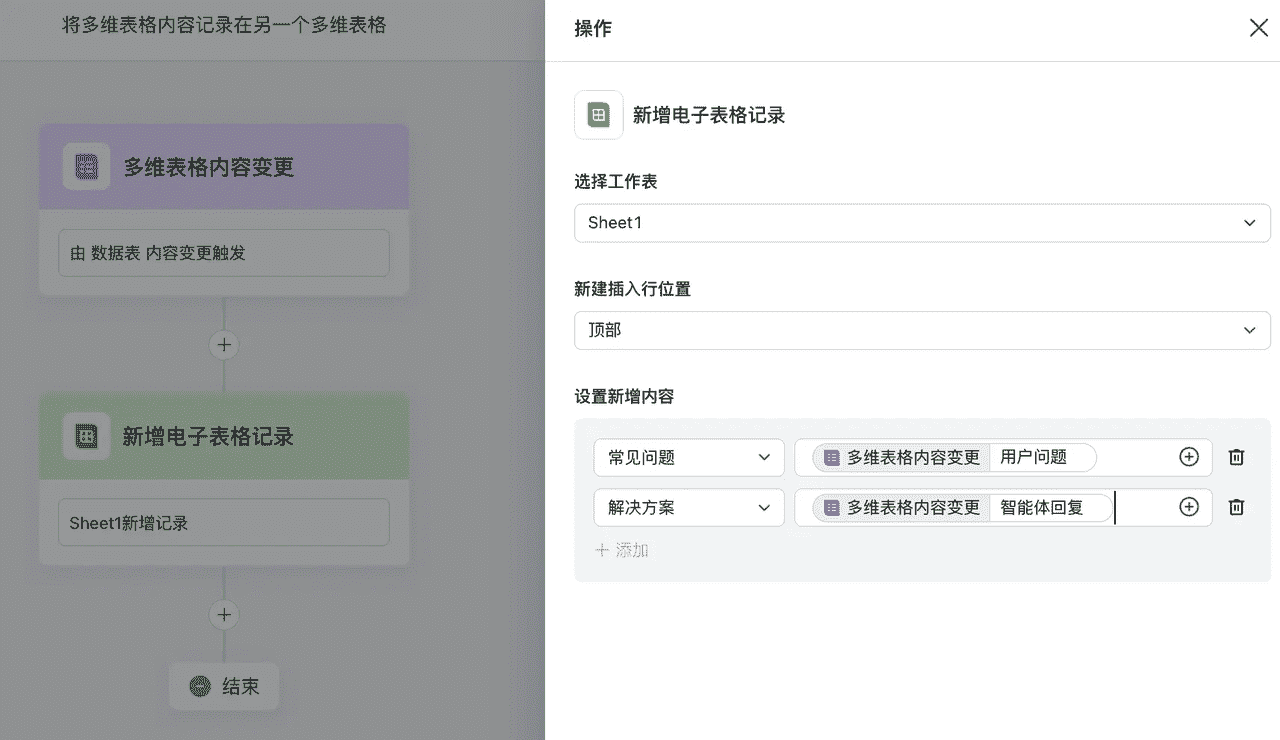 将多维表格内容记录在另一个多维表格
多维表格内容变更
由 数据表 内容变更触发
新增电子表格记录
Sheet1新增记录
结束
操作
新增电子表格记录
选择工作表
Sheet1
新建插入行位置
顶部
设置新增内容
常见问题 多维表格内容变更 用户问题
解决方案 多维表格内容变更 智能体回复
添加